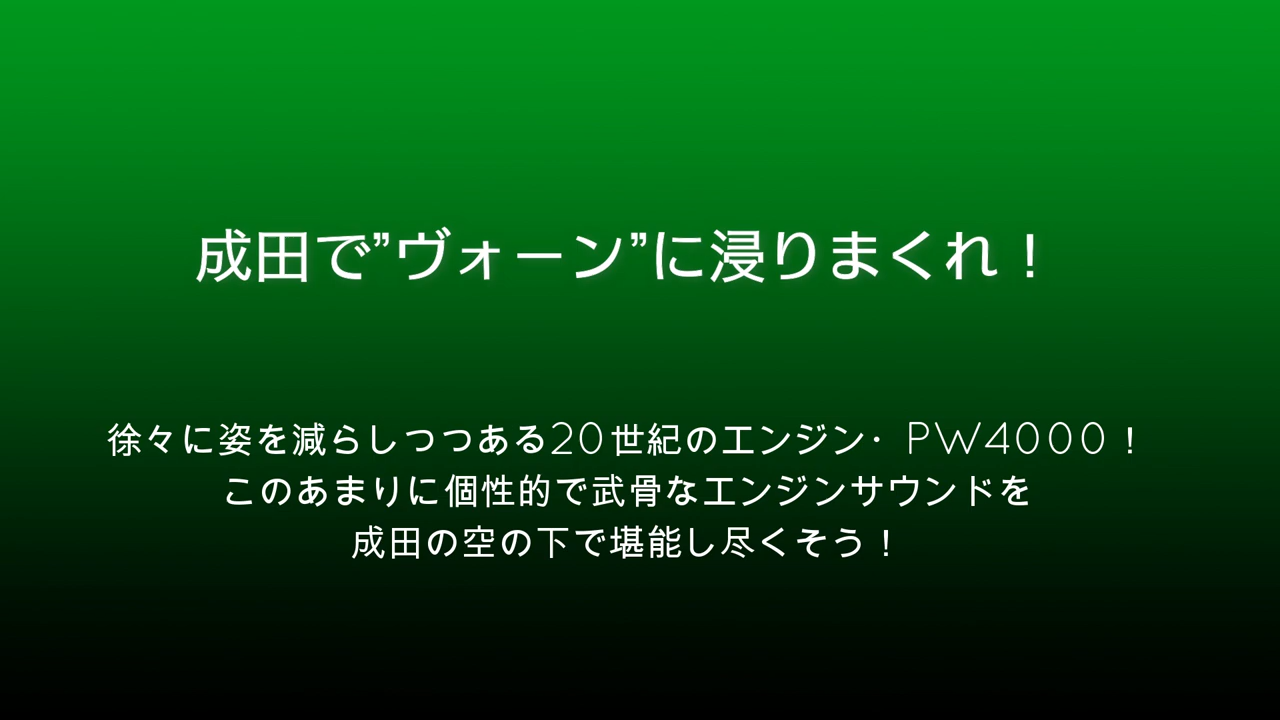 成田で”ヴォーン”に浸りまくれ！
徐々に姿を減らしつつある20世紀のエンジン・PW4000！
このあまりに個性的で武骨なエンジンサウンドを
成田の空の下で堪能し尽くそう！